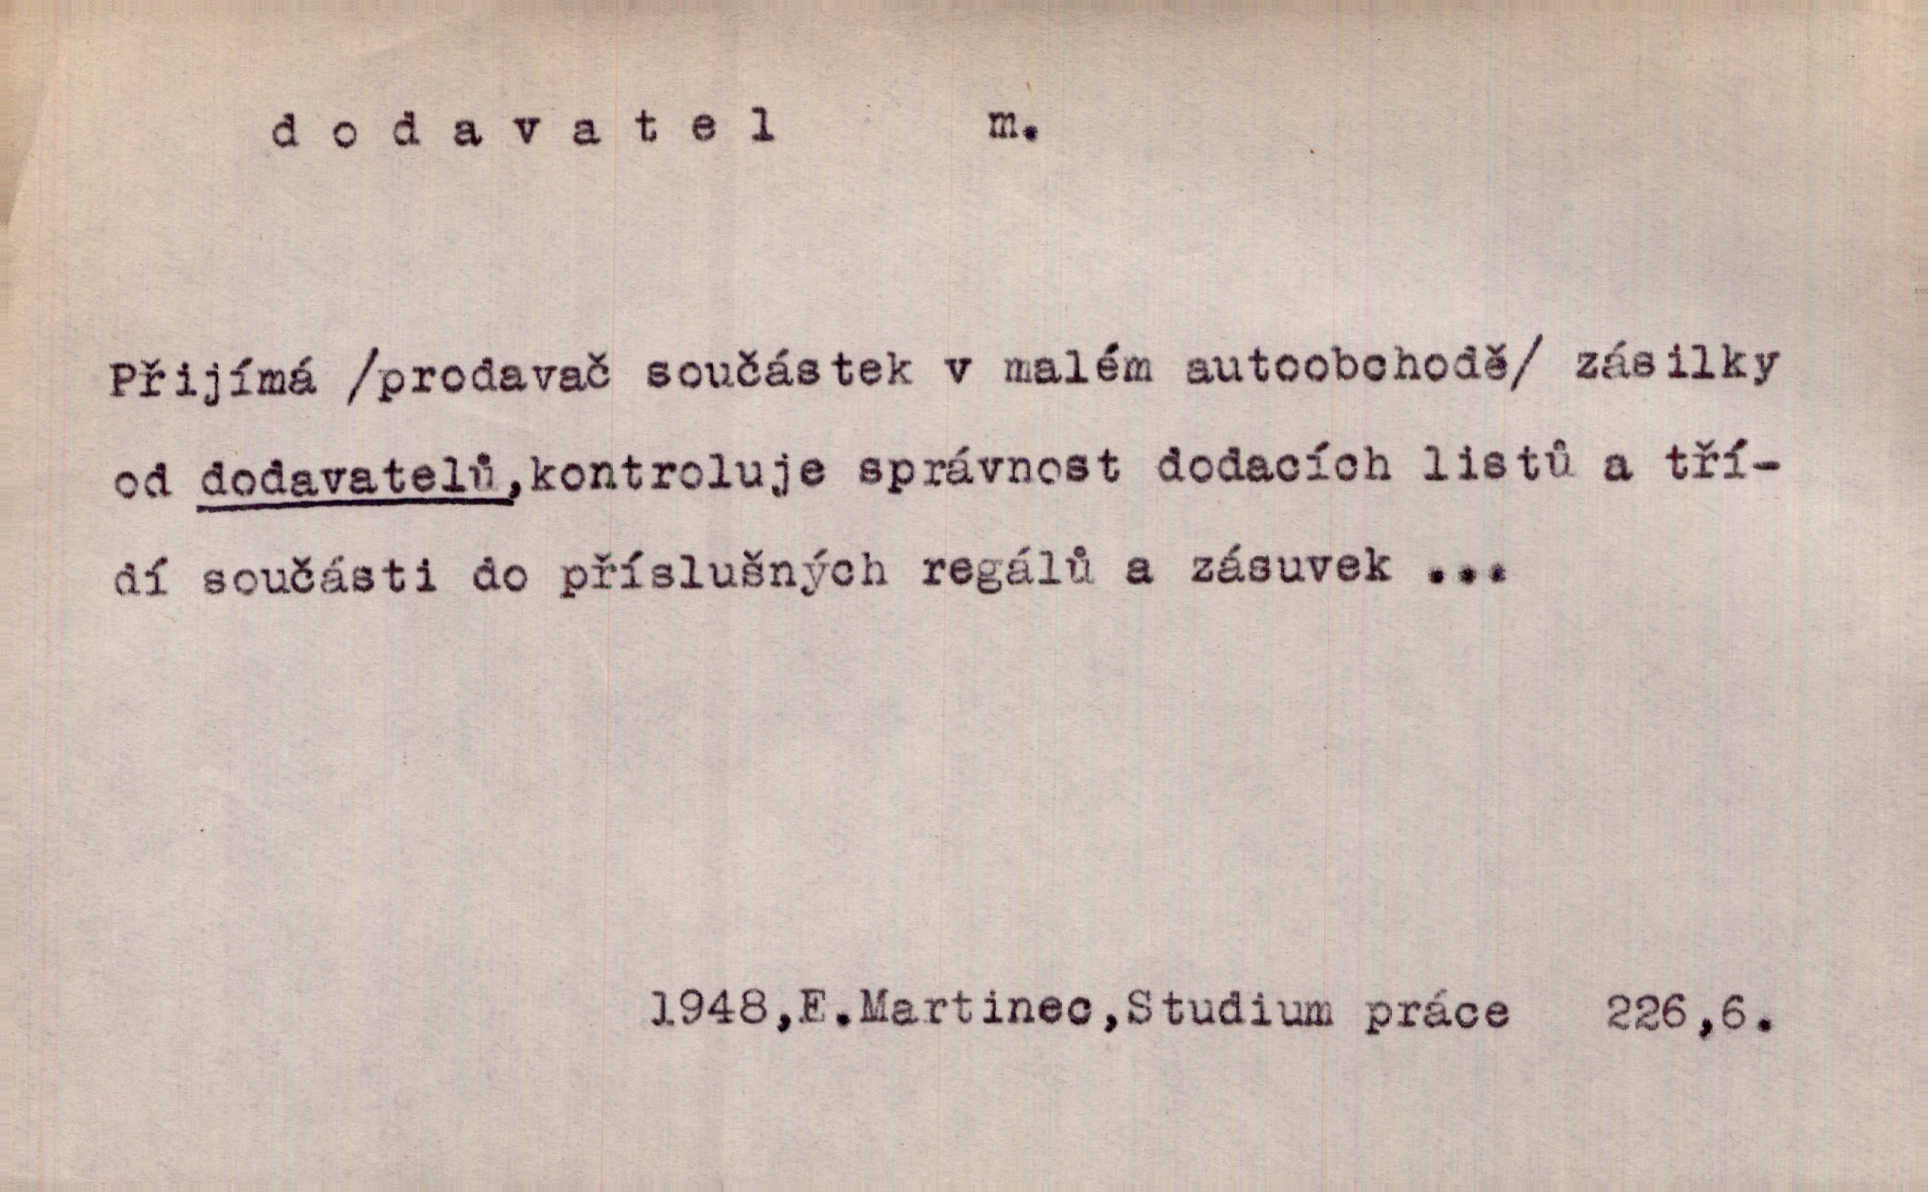 d o d a v a t e l m.
Přijímá /prodavač součástek v malém autoobchodě/ zásilky
od dodavatelů,kontroluje správnost dodacích listů a tří-
dí součásti do příslušných regálů a zásuvek ...
1948,E.Martinec,Studium práce 226,6.